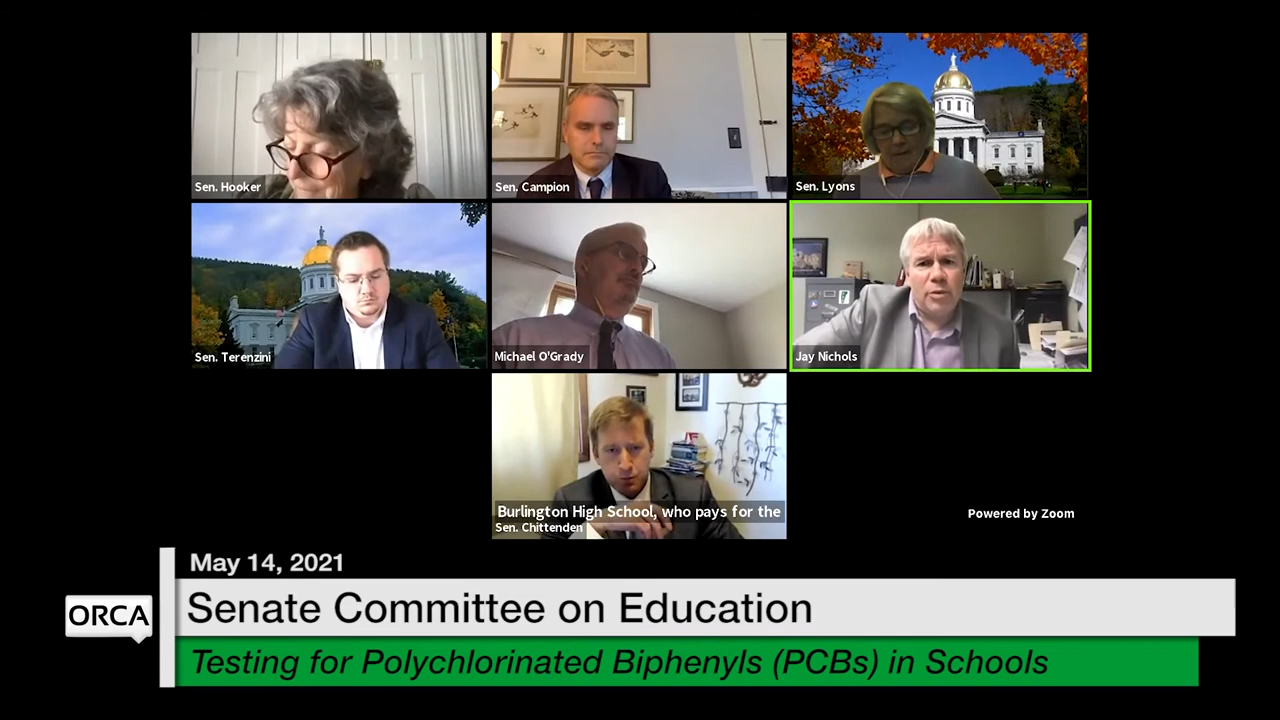 Sen. Hooker
Sen. Campion
Sen. Lyons
Sen. Terenzini
Michael O'Grady
Jay Nichols
Burlington High School, who pays for the
Sen. Chittenden
Powered by Zoom
May 14, 2021
ORCA
Senate Committee on Education
Testing for Polychlorinated Biphenyls (PCBs) in Schools